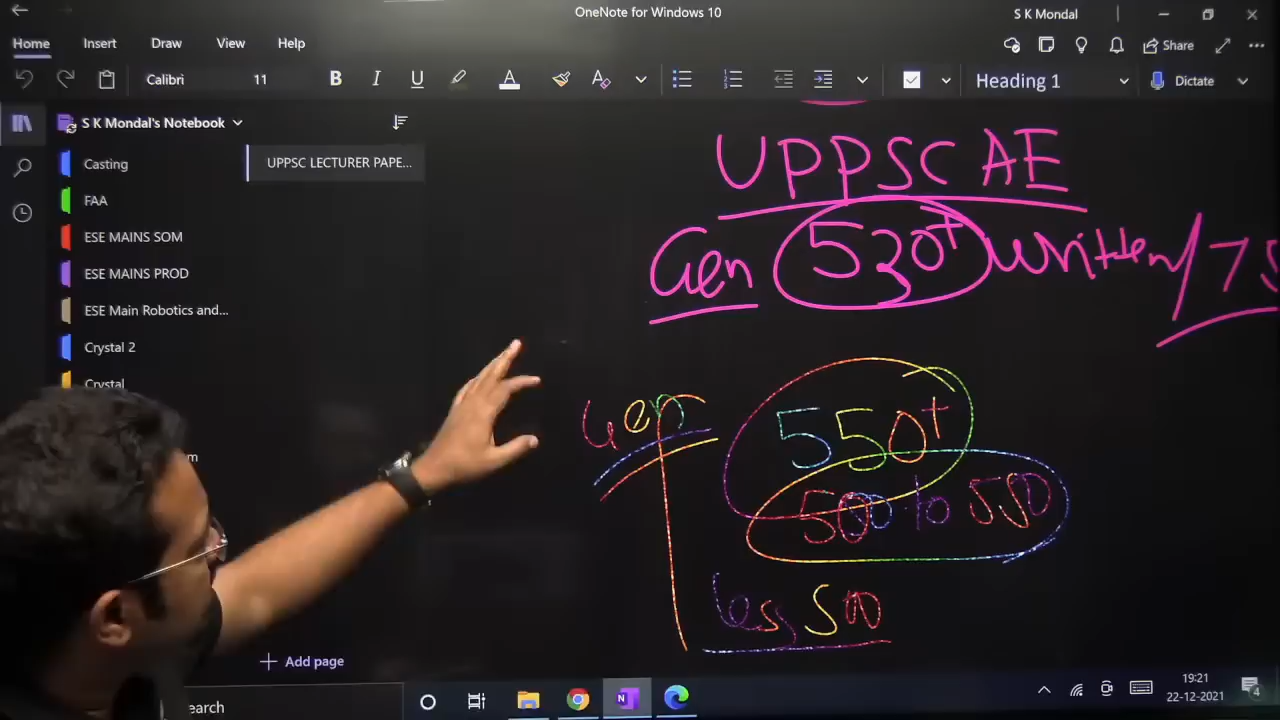 OneNote for Windows 10
S K Mondal
Home Insert Draw View Help
Share
Calibri 11 B I U A
Heading 1
Dictate
S K Mondal's Notebook
UPPSC LECTURER PAPE...
Casting
FAA
ESE MAINS SOM
ESE MAINS PROD
ESE Main Robotics and...
Crystal 2
Crystal
m
Add page
UPPSC AE
Gen 530+ Written/75
Gen 550+
500 to 550
less 500
earch
19:21
22-12-2021
4